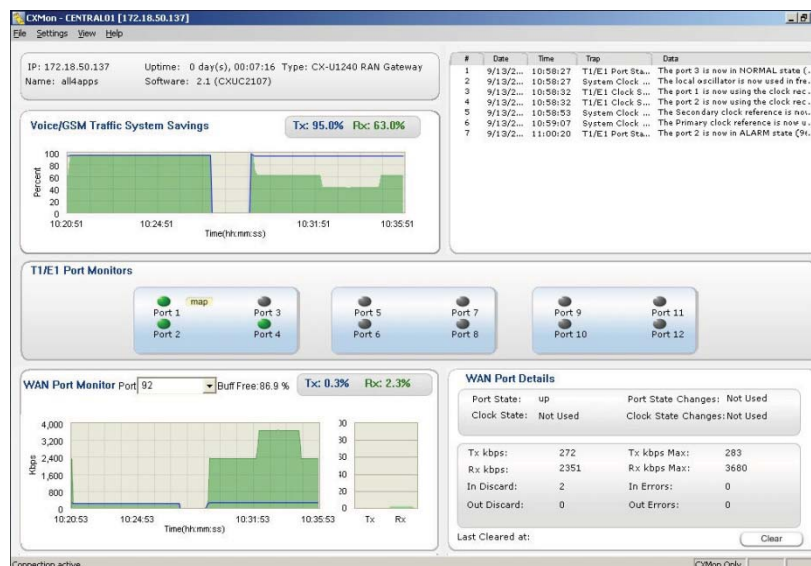 CXMon - CENTRAL01 [172.18.50.137]
File Settings View Help
IP: 172.18.50.137 Uptime: 0 day(s), 00:07:16 Type: CX-U1240 RAN Gateway
Name: all4apps Software: 2.1 (CXUC2107)
# Date Time Trap Data
1 9/13/2... 10:58:27 T1/E1 Port Sta... The port 3 is now in NORMAL state (..
2 9/13/2... 10:58:27 System Clock ... The local oscillator is now used in fre..
3 9/13/2... 10:58:32 T1/E1 Clock S... The port 1 is now using the clock rec..
4 9/13/2... 10:58:32 T1/E1 Clock S... The port 2 is now using the clock rec..
5 9/13/2... 10:58:53 System Clock ... The Secondary clock reference is nov..
6 9/13/2... 10:59:07 System Clock ... The Primary clock reference is now u..
7 9/13/2... 11:00:20 T1/E1 Port Sta... The port 2 is now in ALARM state (9(..
Voice/GSM Traffic System Savings Tx: 95.0% Rx: 63.0%
Percent
100
80
60
40
20
0
10:20:51 10:24:51 10:31:51 10:35:51
Time(hh:mm:ss)
T1/E1 Port Monitors
map
Port 1 Port 3 Port 5 Port 7 Port 9 Port 11
Port 2 Port 4 Port 6 Port 8 Port 10 Port 12
WAN Port Monitor Port 92 Buff Free:86.9 % Tx: 0.3% Rx: 2.3%
Kbps
4,000
3,200
2,400
1,600
800
0
10:20:53 10:24:53 10:31:53 10:35:53
Time(hh:mm:ss)
30
60
40
20
0
Tx Rx
WAN Port Details
Port State: up Port State Changes: Not Used
Clock State: Not Used Clock State Changes: Not Used
Tx kbps: 272 Tx kbps Max: 283
Rx kbps: 2351 Rx kbps Max: 3680
In Discard: 2 In Errors: 0
Out Discard: 0 Out Errors: 0
Last Cleared at: Clear
Connection active CXMon Only